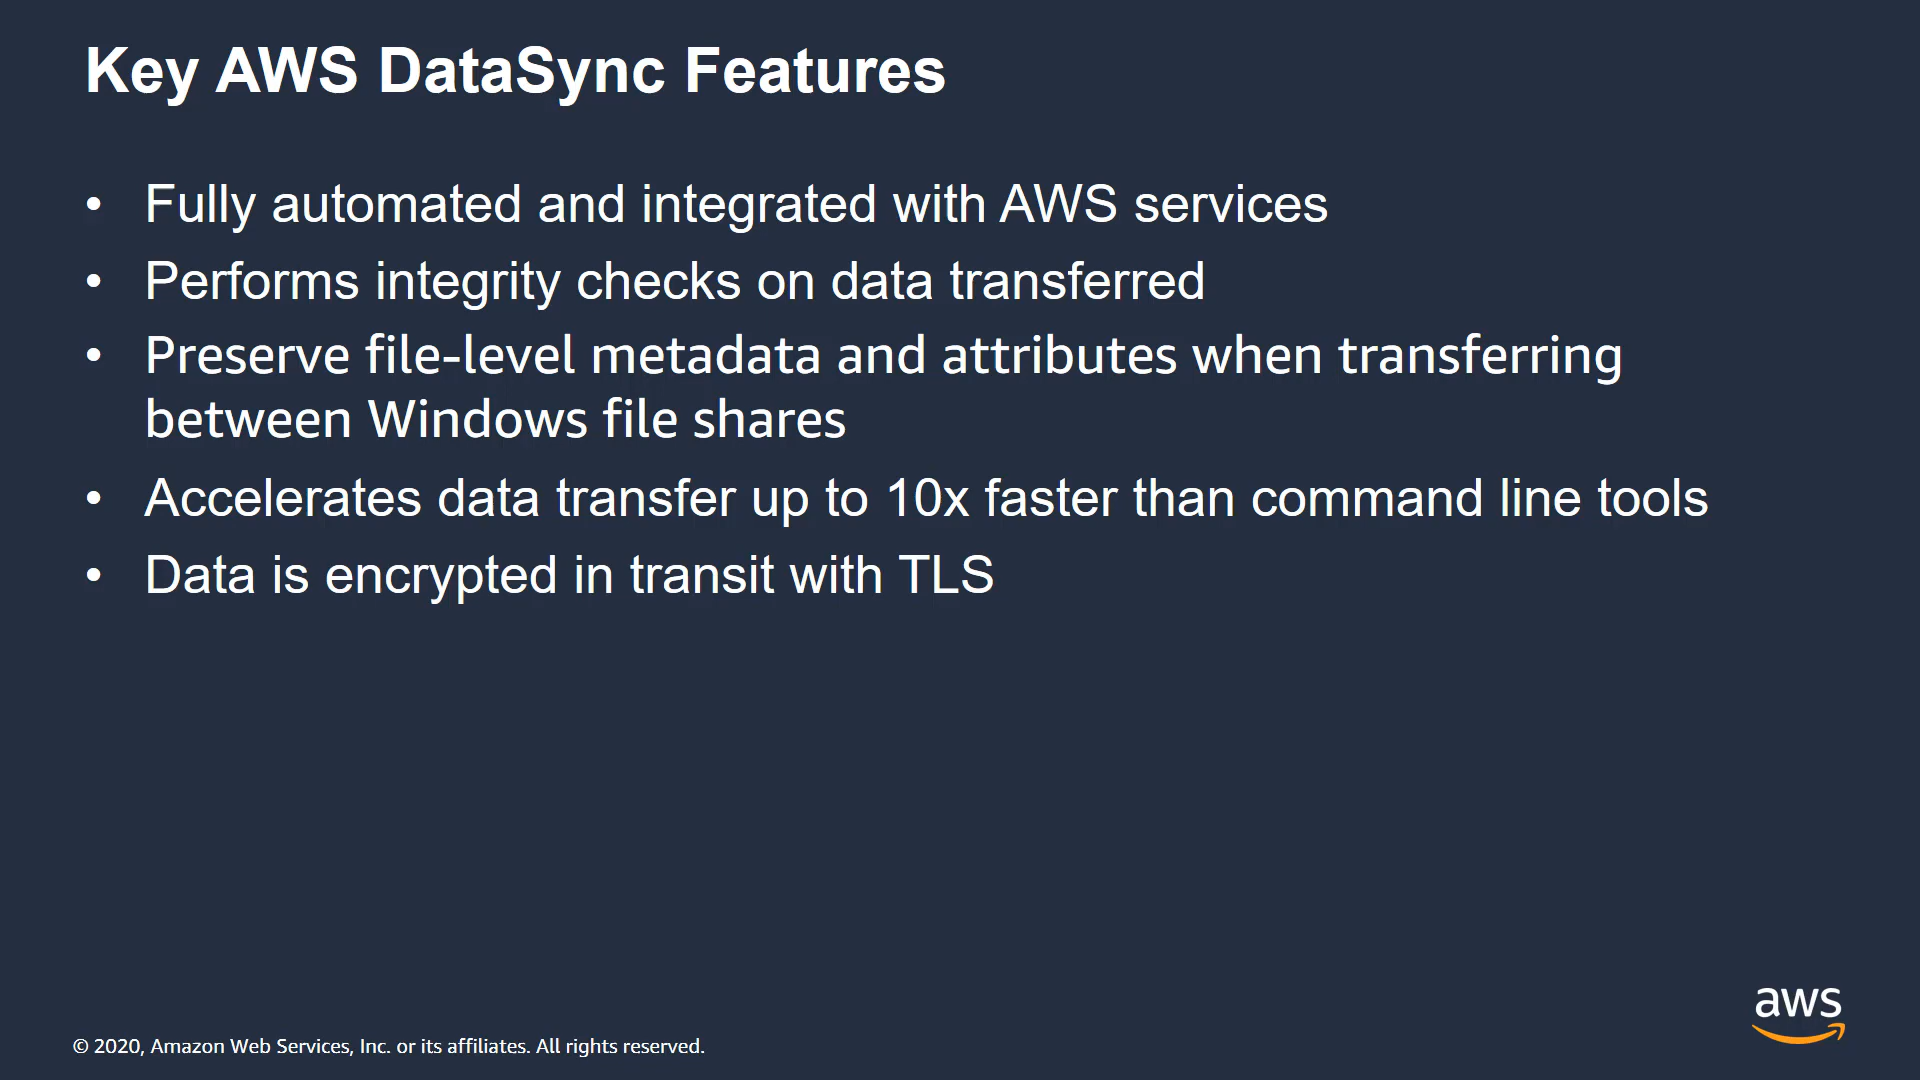 Key AWS DataSync Features
• Fully automated and integrated with AWS services
• Performs integrity checks on data transferred
• Preserve file-level metadata and attributes when transferring
between Windows file shares
• Accelerates data transfer up to 10x faster than command line tools
• Data is encrypted in transit with TLS
aws
© 2020, Amazon Web Services, Inc. or its affiliates. All rights reserved.